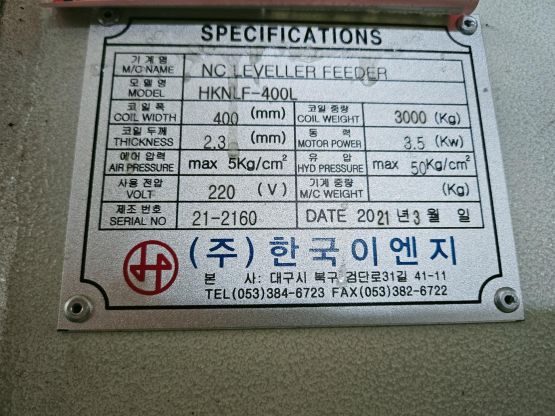 SPECIFICATIONS
기 계 명 M/C NAME NC LEVELLER FEEDER
모 델 명 MODEL HKNLF-400L
코 일 폭 COIL WIDTH 400 (mm) 코일 중량 COIL WEIGHT 3000 (Kg)
코일 두께 THICKNESS 2.3 (mm) 동 력 MOTOR POWER 3.5 (Kw)
에어 압력 AIR PRESSURE max 5Kg/cm² 유 압 HYD PRESSURE max 50Kg/cm²
사용 전압 VOLT 220 (V) 기계 중량 M/C WEIGHT (Kg)
제조 번호 SERIAL NO 21-2160 DATE 2021 년 3 월 일
(주)한국이엔지
본 사: 대구시 북구 검단로31길 41-11
TEL(053)384-6723 FAX(053)382-6722